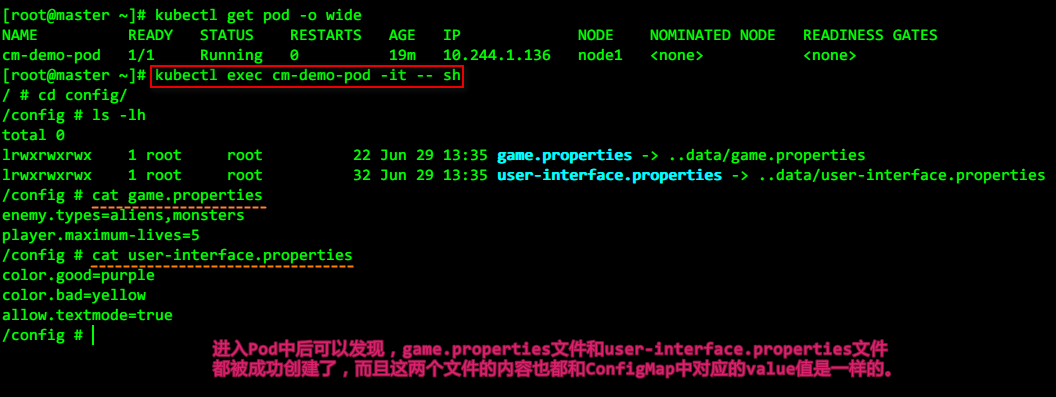 [root@master ~]# kubectl get pod -o wide
NAME READY STATUS RESTARTS AGE IP NODE NOMINATED NODE READINESS GATES
cm-demo-pod 1/1 Running 0 19m 10.244.1.136 node1 <none> <none>
[root@master ~]# kubectl exec cm-demo-pod -it -- sh
/ # cd config/
/config # ls -lh
total 0
lrwxrwxrwx 1 root root 22 Jun 29 13:35 game.properties -> ..data/game.properties
lrwxrwxrwx 1 root root 32 Jun 29 13:35 user-interface.properties -> ..data/user-interface.properties
/config # cat game.properties
enemy.types=aliens,monsters
player.maximum-lives=5
/config # cat user-interface.properties
color.good=purple
color.bad=yellow
allow.textmode=true
/config #
进入Pod中后可以发现，game.properties文件和user-interface.properties文件
都被成功创建了，而且这两个文件的内容也都和ConfigMap中对应的value值是一样的。